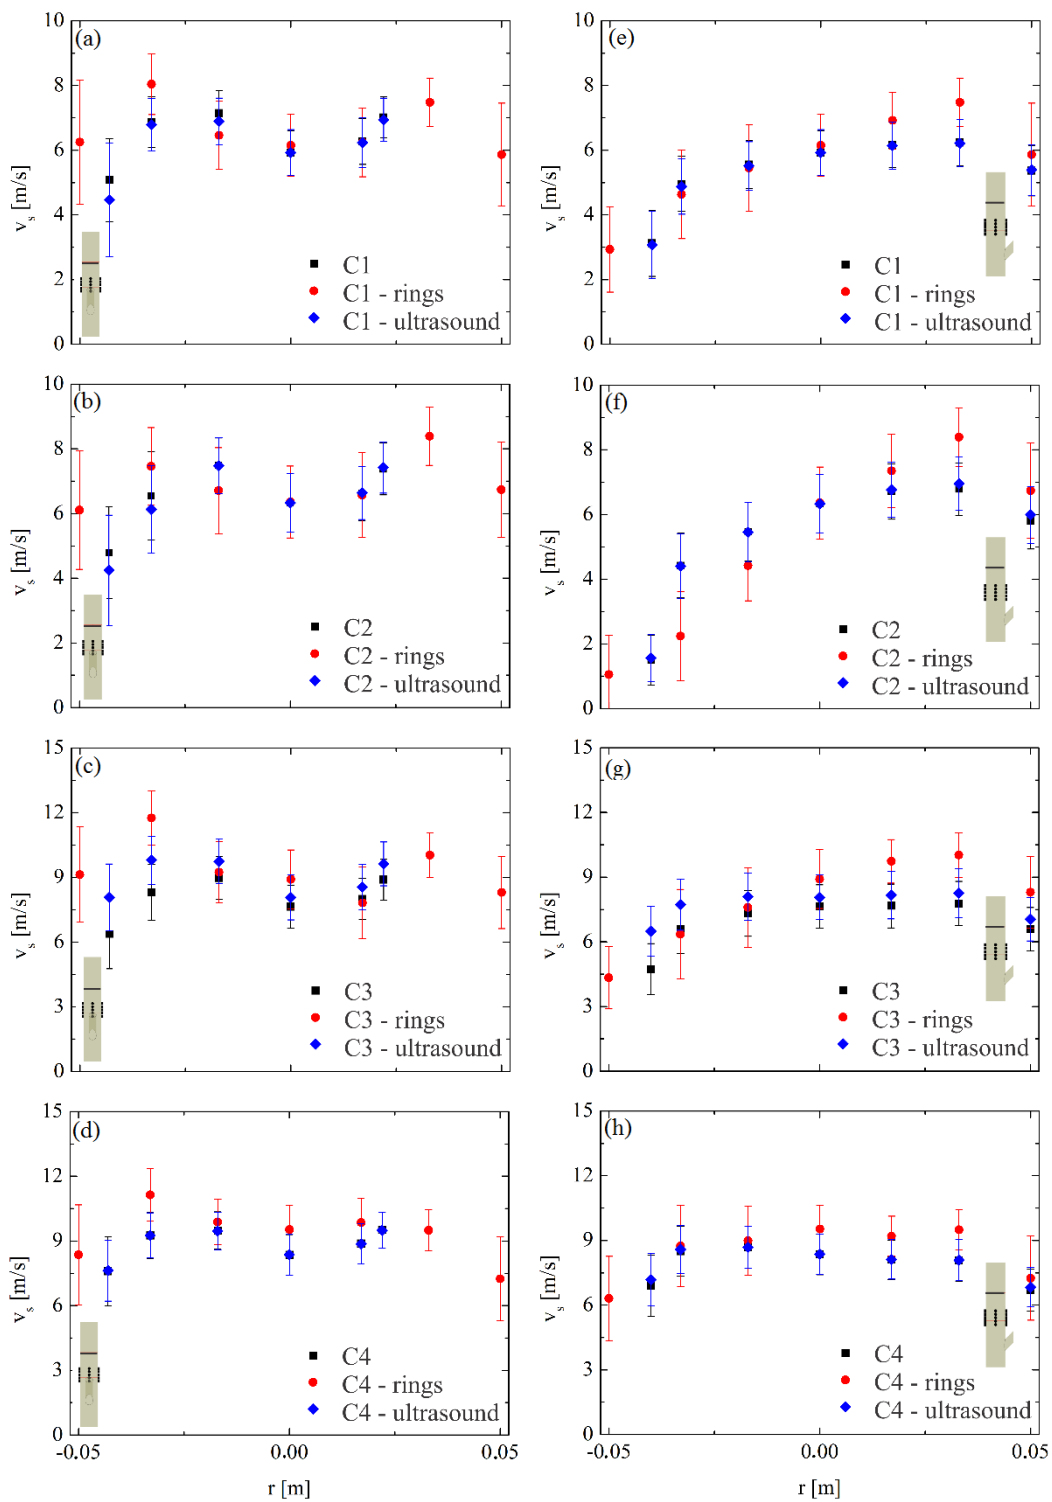 (a)
10
8
6
4
2
0
v_s [m/s]
C1
C1 - rings
C1 - ultrasound
(e)
10
8
6
4
2
0
v_s [m/s]
C1
C1 - rings
C1 - ultrasound
(b)
10
8
6
4
2
0
v_s [m/s]
C2
C2 - rings
C2 - ultrasound
(f)
10
8
6
4
2
0
v_s [m/s]
C2
C2 - rings
C2 - ultrasound
(c)
15
12
9
6
3
0
v_s [m/s]
C3
C3 - rings
C3 - ultrasound
(g)
15
12
9
6
3
0
v_s [m/s]
C3
C3 - rings
C3 - ultrasound
(d)
15
12
9
6
3
0
v_s [m/s]
C4
C4 - rings
C4 - ultrasound
-0.05 0.00 0.05
r [m]
(h)
15
12
9
6
3
0
v_s [m/s]
C4
C4 - rings
C4 - ultrasound
-0.05 0.00 0.05
r [m]